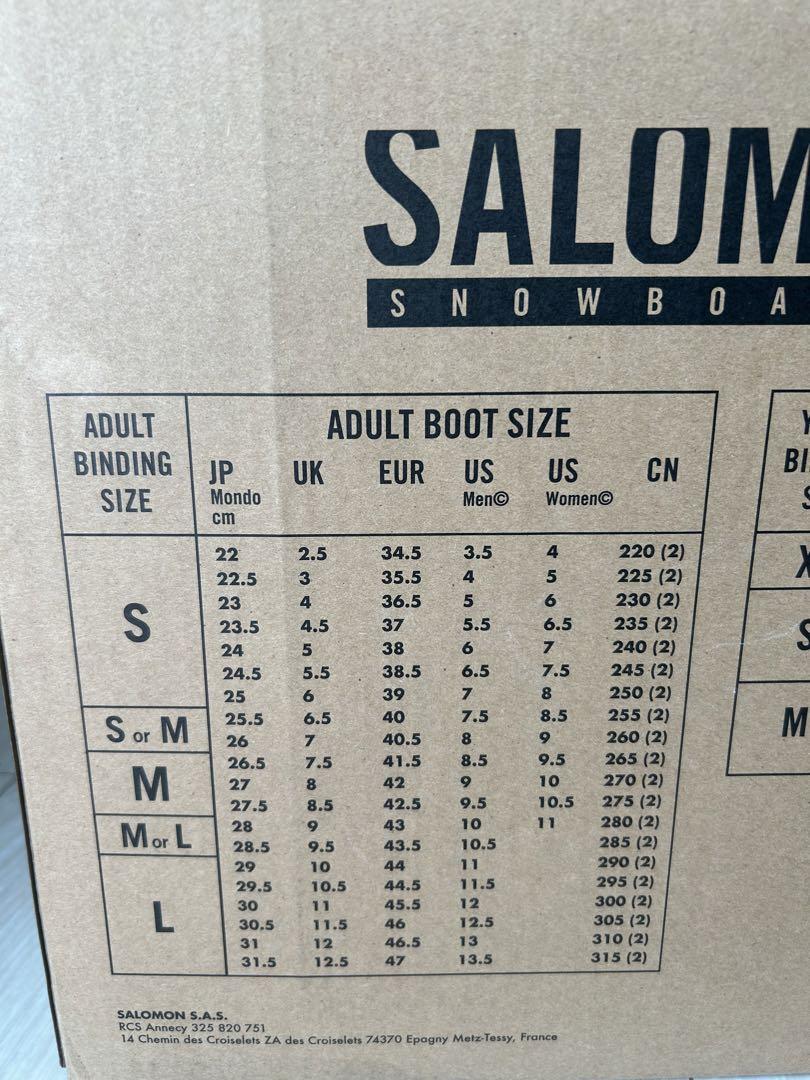 SALOM
SNOWBOA
ADULT BINDING SIZE
ADULT BOOT SIZE
JP Mondo cm UK EUR US Men© US Women© CN
S
22 2.5 34.5 3.5 4 220 (2)
22.5 3 35.5 4 5 225 (2)
23 4 36.5 5 6 230 (2)
23.5 4.5 37 5.5 6.5 235 (2)
24 5 38 6 7 240 (2)
24.5 5.5 38.5 6.5 7.5 245 (2)
25 6 39 7 8 250 (2)
S or M
25.5 6.5 40 7.5 8.5 255 (2)
26 7 40.5 8 9 260 (2)
M
26.5 7.5 41.5 8.5 9.5 265 (2)
27 8 42 9 10 270 (2)
27.5 8.5 42.5 9.5 10.5 275 (2)
M or L
28 9 43 10 11 280 (2)
28.5 9.5 43.5 10.5 285 (2)
L
29 10 44 11 290 (2)
29.5 10.5 44.5 11.5 295 (2)
30 11 45.5 12 300 (2)
30.5 11.5 46 12.5 305 (2)
31 12 46.5 13 310 (2)
31.5 12.5 47 13.5 315 (2)
BI
M
SALOMON S.A.S.
RCS Annecy 325 820 751
14 Chemin des Croiselets ZA des Croiselets 74370 Epagny Metz-Tessy, France